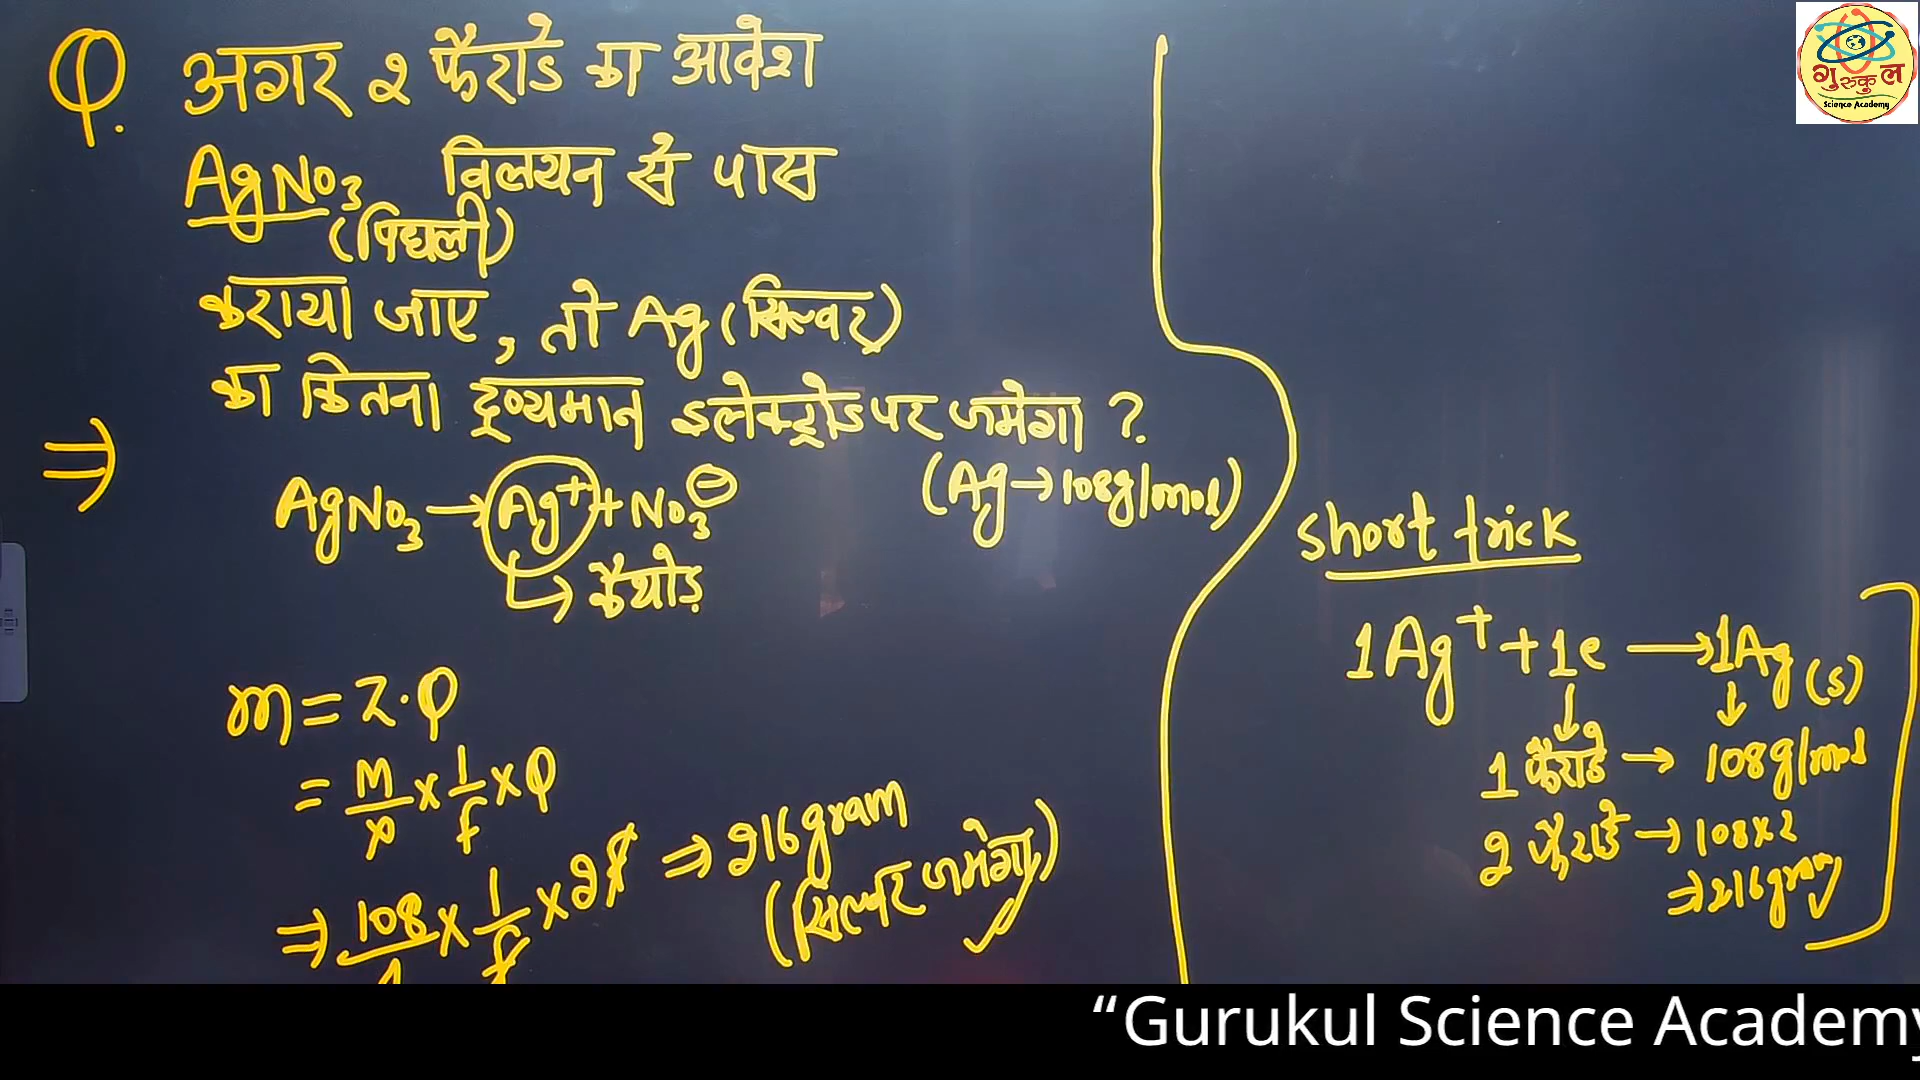 Q. अगर 2 फैराडे का आवेश
AgNO3 विलयन से पास
(पिघली)
कराया जाए, तो Ag (सिल्वर)
का कितना द्रव्यमान इलेक्ट्रोड पर जमेगा ?
(Ag→108g/mol)
⇒ AgNO3 → Ag⁺ + NO3⊖
↳ कैथोड
m = Z·Q
= M/x × 1/f × Q
⇒ 108/1 × 1/f × 2f ⇒ 216 gram
(सिल्वर जमेगा)
short trick
1Ag⁺ + 1e ⟶ 1Ag (s)
↓ ↓
1 फैराडे → 108g/mol
2 फैराडे → 108×2
⇒ 216 gram
गुरुकुल
Science Academy
“Gurukul Science Academy